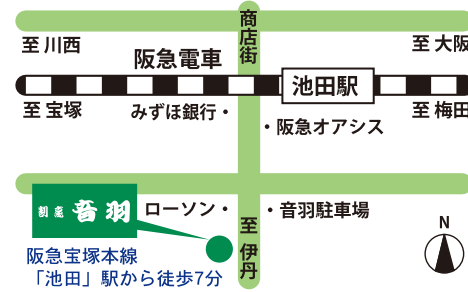 商店街
至 川西
至 大阪
阪急電車
池田駅
至 宝塚
みずほ銀行・
至 梅田
・阪急オアシス
割烹 音羽
ローソン・
・音羽駐車場
至 伊丹
N
阪急宝塚本線
「池田」駅から徒歩7分